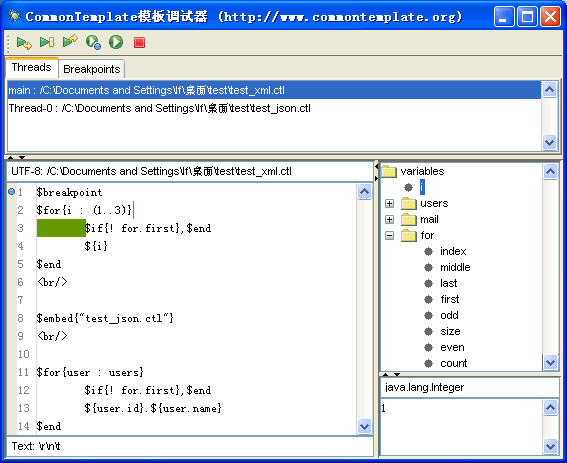 CommonTemplate模板调试器 (http://www.commontemplate.org)
Threads
Breakpoints
main : /C:\Documents and Settings\lf\桌面\test\test_xml.ctl
Thread-0 : /C:\Documents and Settings\lf\桌面\test\test_json.ctl
UTF-8: /C:\Documents and Settings\lf\桌面\test\test_xml.ctl
1 $breakpoint
2 $for{i : (1..3)}
3 $if{! for.first},$end
4 ${i}
5 $end
6 <br/>
7
8 $embed{"test_json.ctl"}
9 <br/>
10
11 $for{user : users}
12 $if{! for.first},$end
13 ${user.id}.${user.name}
14 $end
Text: \r\n\t
variables
i
users
mail
for
index
middle
last
first
odd
size
even
count
java.lang.Integer
1